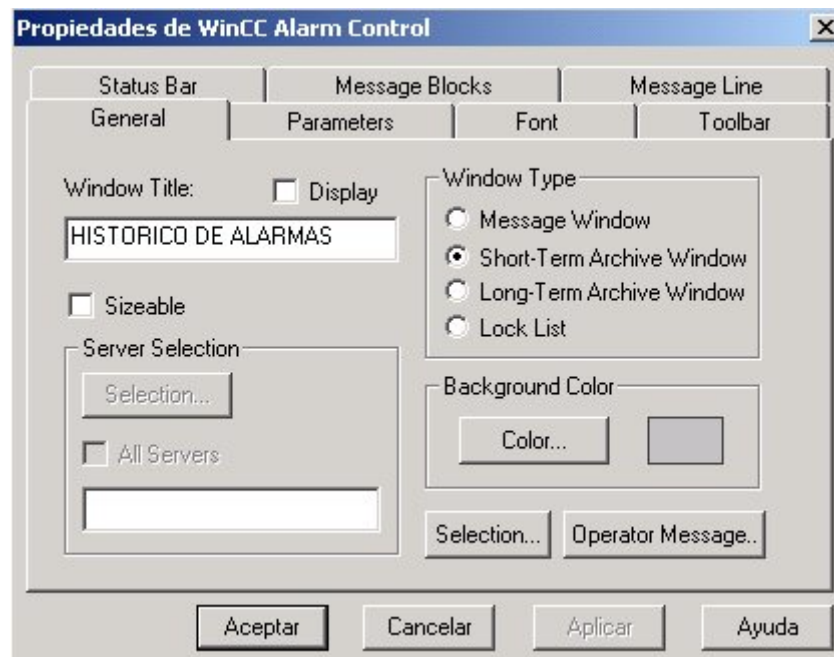 Propiedades de WinCC Alarm Control
Status Bar
Message Blocks
Message Line
General
Parameters
Font
Toolbar
Window Title:
Display
HISTORICO DE ALARMAS
Sizeable
Server Selection
Selection...
All Servers
Window Type
Message Window
Short-Term Archive Window
Long-Term Archive Window
Lock List
Background Color
Color...
Selection...
Operator Message..
Aceptar
Cancelar
Aplicar
Ayuda